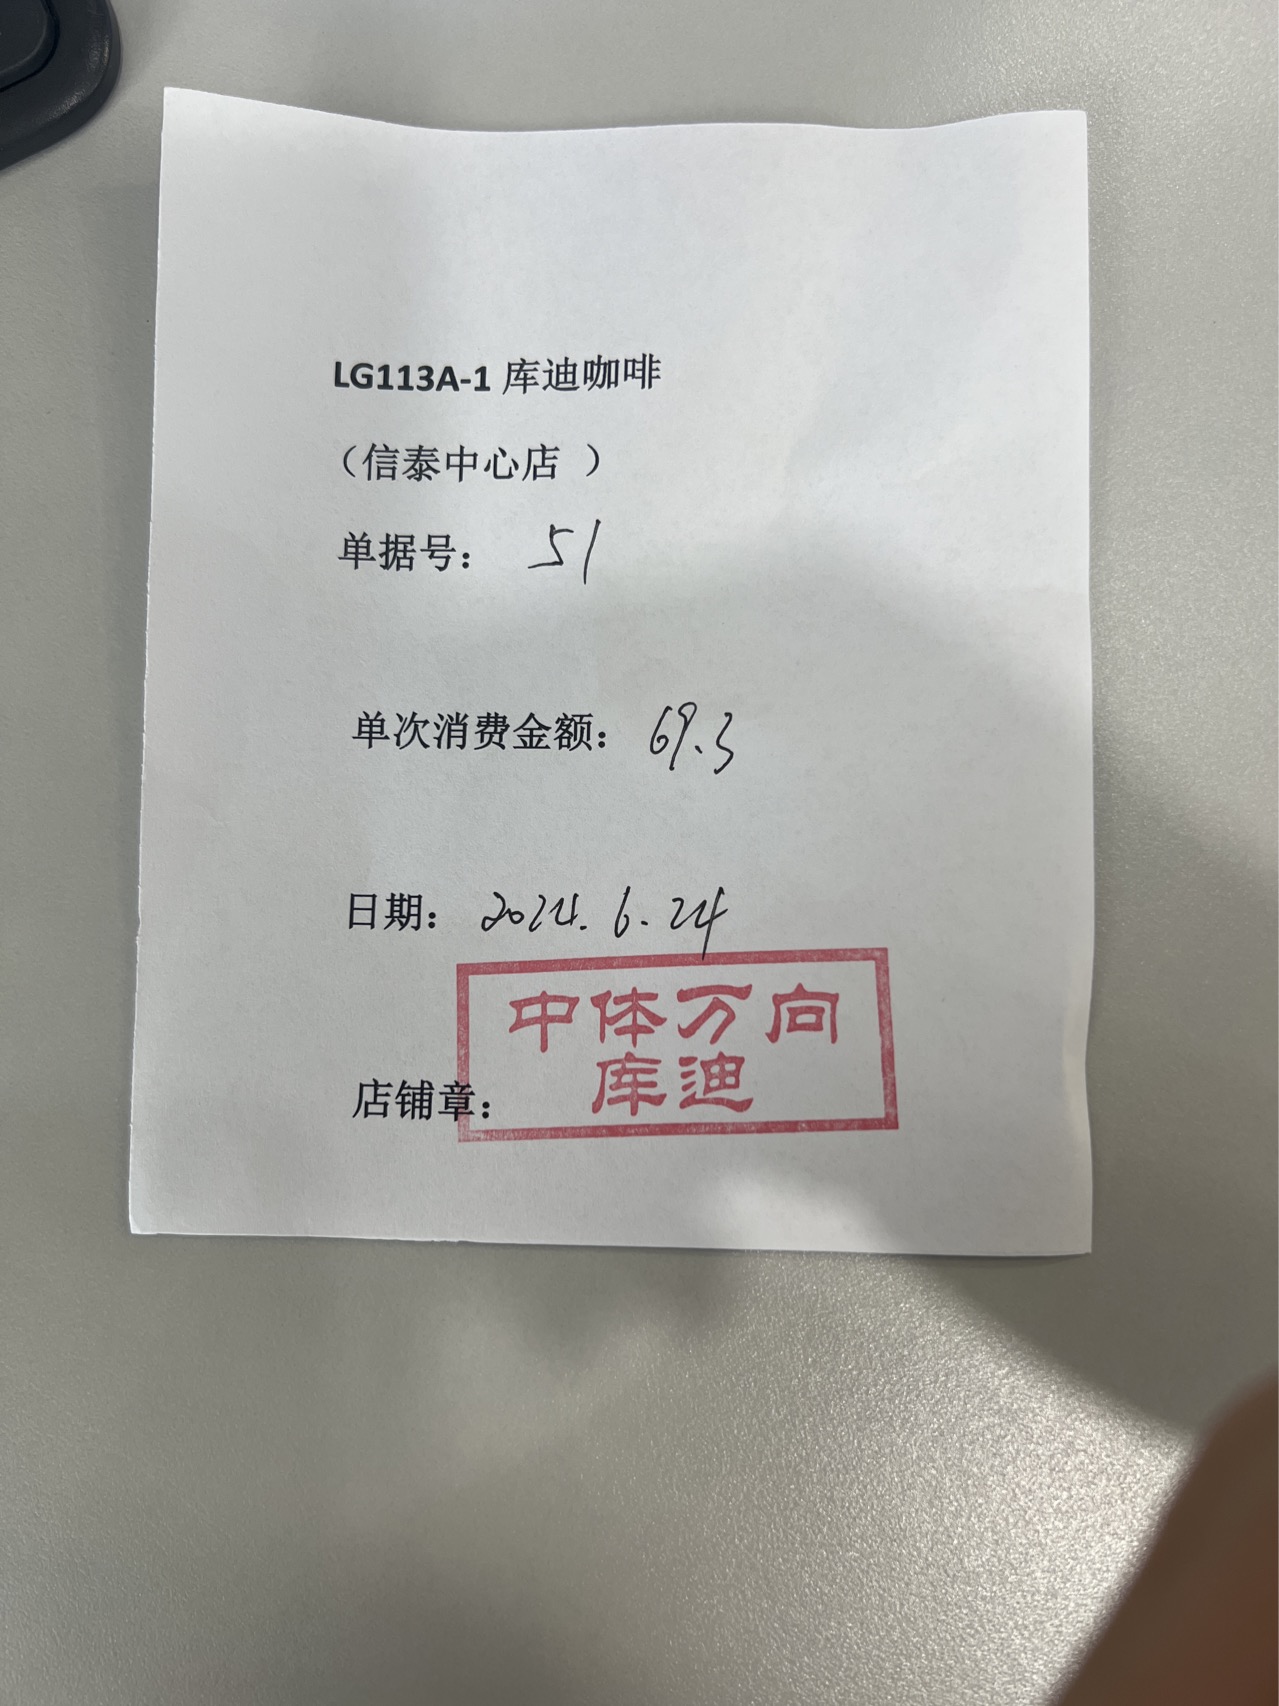 LG113A-1 库迪咖啡
（信泰中心店 ）
单据号： 51
单次消费金额： 69.3
日期： 2024.6.24
中体万向
库迪
店铺章：